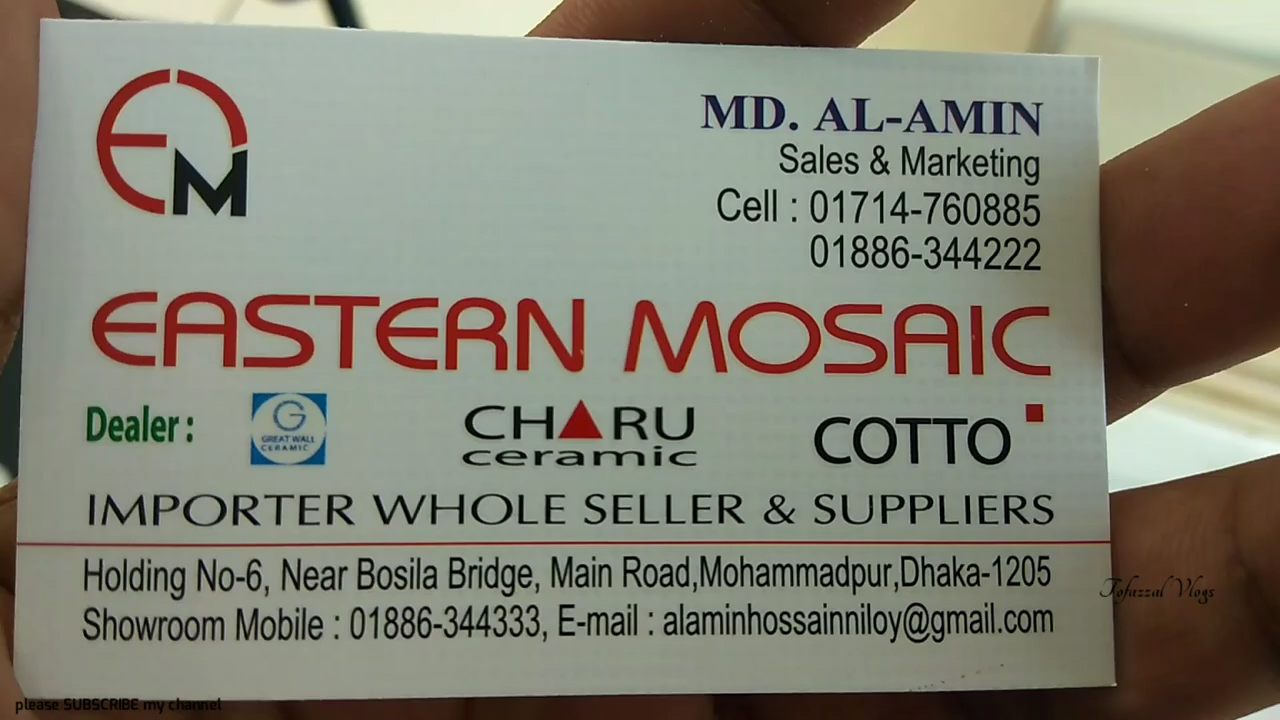 EM
MD. AL-AMIN
Sales & Marketing
Cell : 01714-760885
01886-344222
EASTERN MOSAIC
Dealer :
G
GREAT WALL
CERAMIC
CHARU
ceramic
COTTO
IMPORTER WHOLE SELLER & SUPPLIERS
Holding No-6, Near Bosila Bridge, Main Road,Mohammadpur,Dhaka-1205
Showroom Mobile : 01886-344333, E-mail : alaminhossainniloy@gmail.com
Tofazzal Vlogs
please SUBSCRIBE my channel